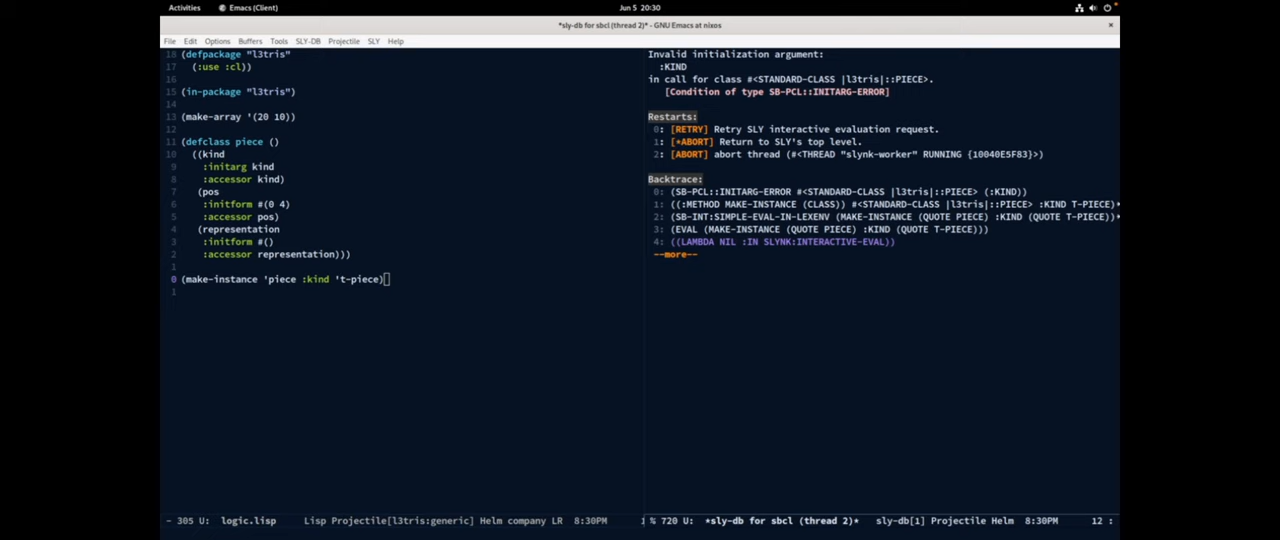 Activities Emacs (Client) Jun 5 20:30
*sly-db for sbcl (thread 2)* - GNU Emacs at nixos ×
File Edit Options Buffers Tools SLY-DB Projectile SLY Help
18 (defpackage "l3tris"
17 (:use :cl))
16
15 (in-package "l3tris")
14
13 (make-array '(20 10))
12
11 (defclass piece ()
10 ((kind
9 :initarg kind
8 :accessor kind)
7 (pos
6 :initform #(0 4)
5 :accessor pos)
4 (representation
3 :initform #()
2 :accessor representation)))
1
0 (make-instance 'piece :kind 't-piece)
1
- 305 U: logic.lisp Lisp Projectile[l3tris:generic] Helm company LR 8:30PM 1
Invalid initialization argument:
:KIND
in call for class #<STANDARD-CLASS |l3tris|::PIECE>.
[Condition of type SB-PCL::INITARG-ERROR]
Restarts:
0: [RETRY] Retry SLY interactive evaluation request.
1: [*ABORT] Return to SLY's top level.
2: [ABORT] abort thread (#<THREAD "slynk-worker" RUNNING {10040E5F83}>)
Backtrace:
0: (SB-PCL::INITARG-ERROR #<STANDARD-CLASS |l3tris|::PIECE> (:KIND))
1: ((:METHOD MAKE-INSTANCE (CLASS)) #<STANDARD-CLASS |l3tris|::PIECE> :KIND T-PIECE)*
2: (SB-INT:SIMPLE-EVAL-IN-LEXENV (MAKE-INSTANCE (QUOTE PIECE) :KIND (QUOTE T-PIECE))*
3: (EVAL (MAKE-INSTANCE (QUOTE PIECE) :KIND (QUOTE T-PIECE)))
4: ((LAMBDA NIL :IN SLYNK:INTERACTIVE-EVAL))
--more--
% 720 U: *sly-db for sbcl (thread 2)* sly-db[1] Projectile Helm 8:30PM 12 :